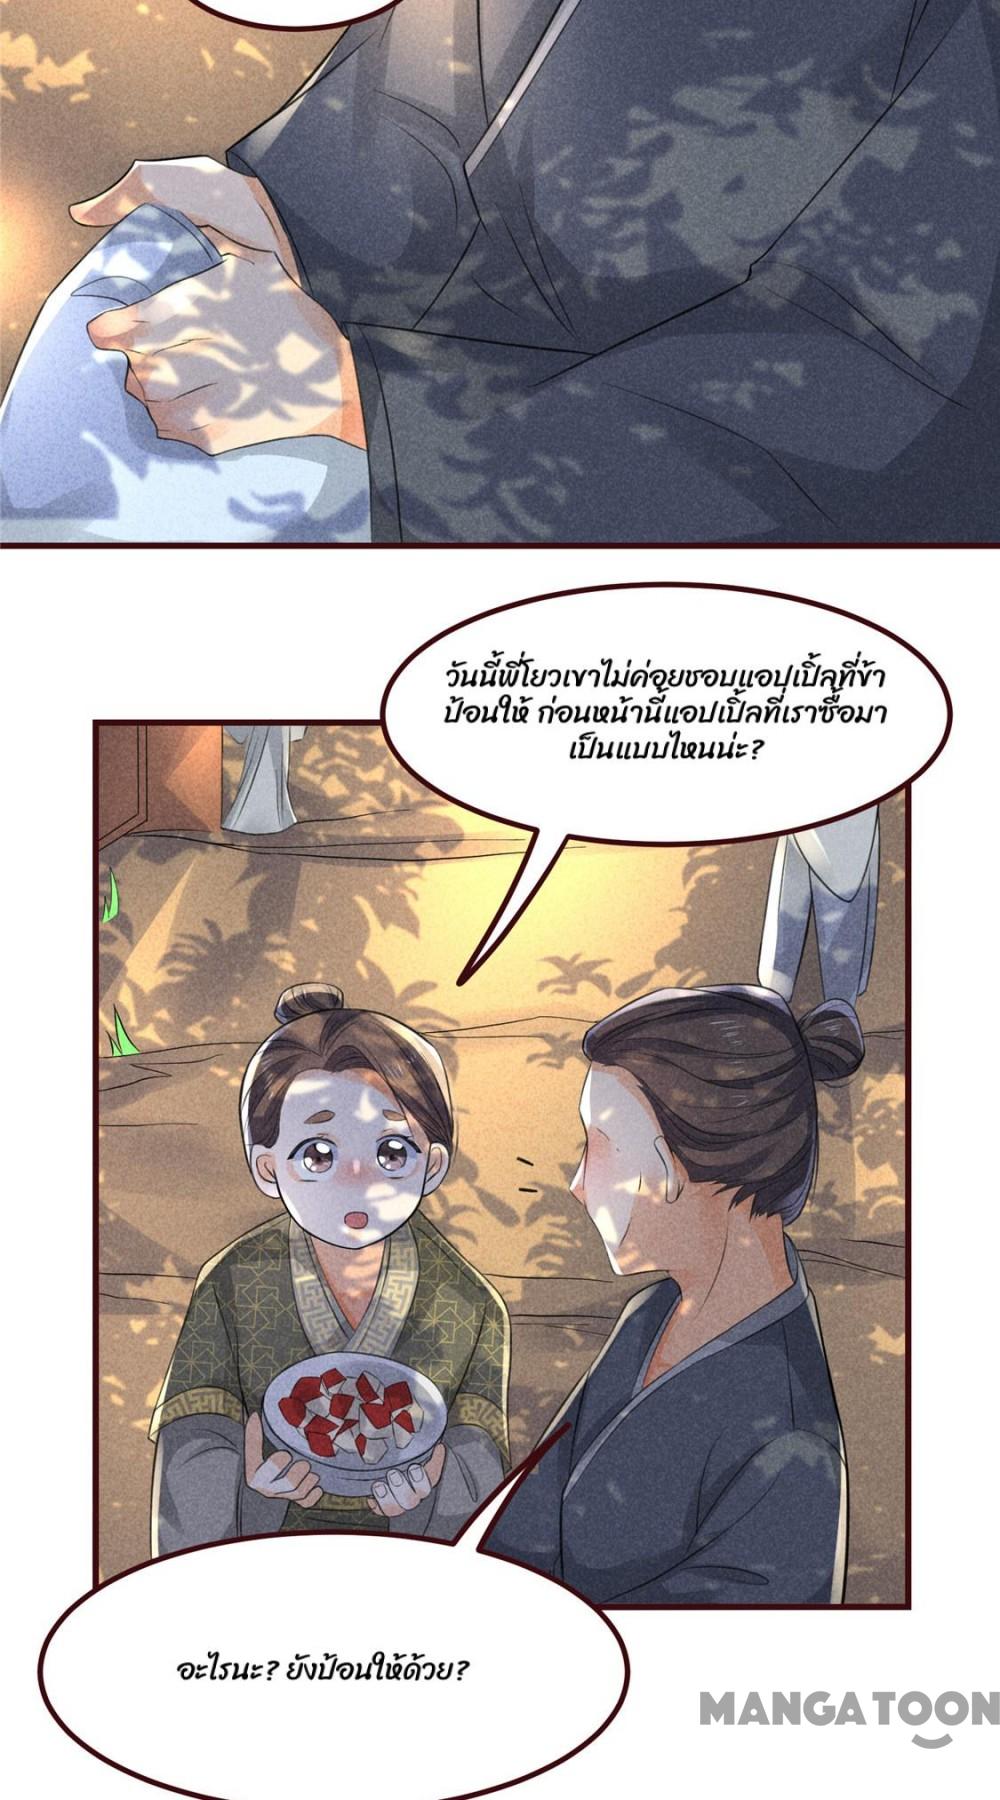 วันนี้พี่โยวเขาไม่ค่อยชอบแอปเปิ้ลที่ข้า
ป้อนให้ ก่อนหน้านี้แอปเปิ้ลที่เราซื้อมา
เป็นแบบไหนน่ะ?
อะไรนะ? ยังป้อนให้ด้วย?
MANGATOON